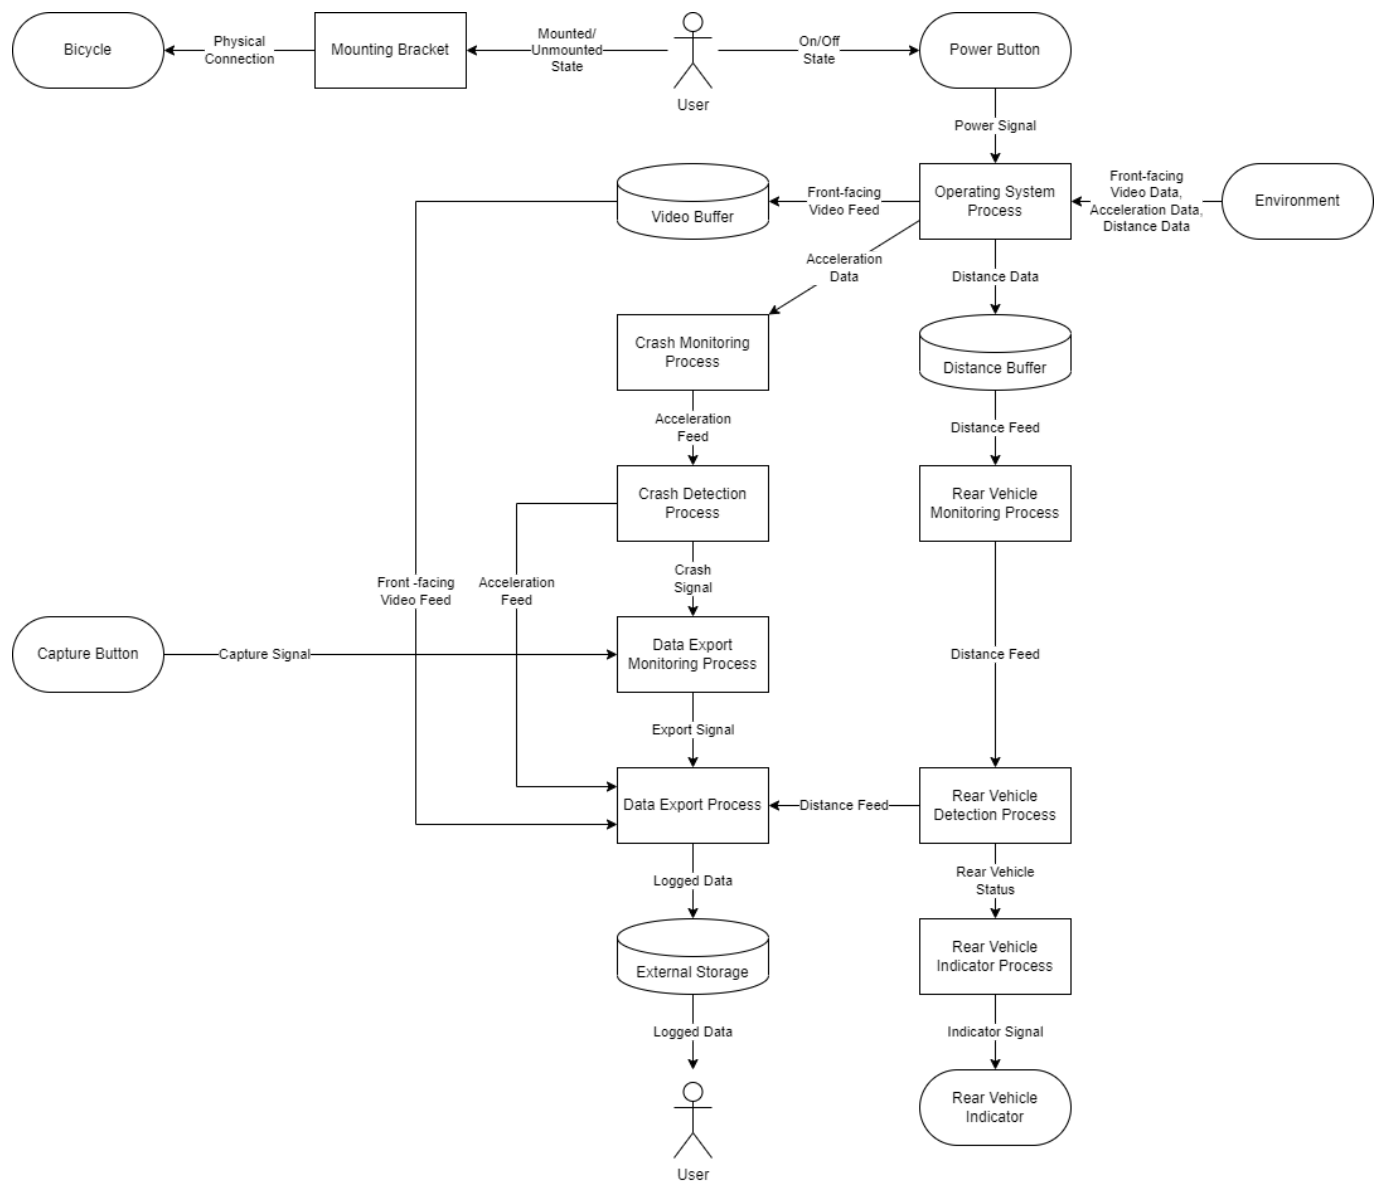 Bicycle
Physical
Connection
Mounting Bracket
Mounted/
Unmounted
State
User
On/Off
State
Power Button
Power Signal
Video Buffer
Front-facing
Video Feed
Operating System
Process
Front-facing
Video Data,
Acceleration Data,
Distance Data
Environment
Acceleration
Data
Distance Data
Crash Monitoring
Process
Distance Buffer
Acceleration
Feed
Distance Feed
Crash Detection
Process
Rear Vehicle
Monitoring Process
Front -facing
Video Feed
Acceleration
Feed
Crash
Signal
Capture Button
Capture Signal
Data Export
Monitoring Process
Distance Feed
Export Signal
Data Export Process
Distance Feed
Rear Vehicle
Detection Process
Logged Data
Rear Vehicle
Status
External Storage
Rear Vehicle
Indicator Process
Logged Data
Indicator Signal
User
Rear Vehicle
Indicator